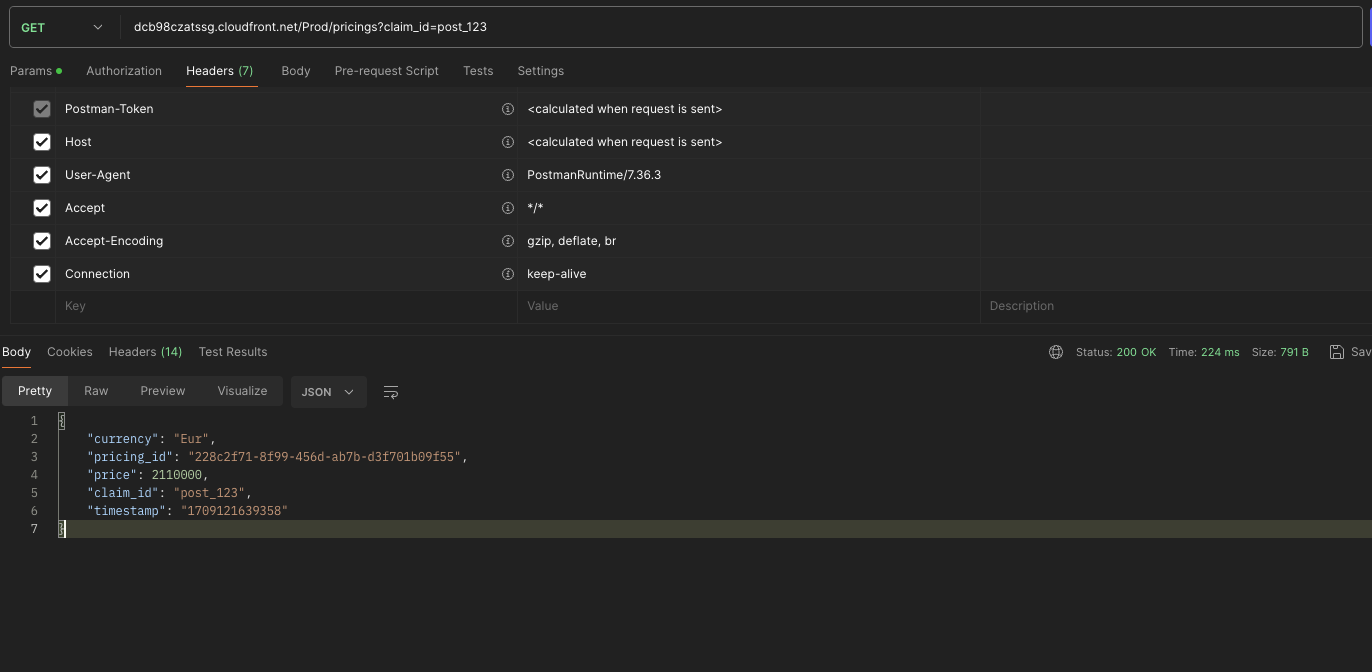 GET dcb98czatssg.cloudfront.net/Prod/pricings?claim_id=post_123
Params Authorization Headers (7) Body Pre-request Script Tests Settings
Postman-Token <calculated when request is sent>
Host <calculated when request is sent>
User-Agent PostmanRuntime/7.36.3
Accept */*
Accept-Encoding gzip, deflate, br
Connection keep-alive
Key Value Description
Body Cookies Headers (14) Test Results Status: 200 OK Time: 224 ms Size: 791 B Sav
Pretty Raw Preview Visualize JSON
1 {
2 "currency": "Eur",
3 "pricing_id": "228c2f71-8f99-456d-ab7b-d3f701b09f55",
4 "price": 2110000,
5 "claim_id": "post_123",
6 "timestamp": "1709121639358"
7 }